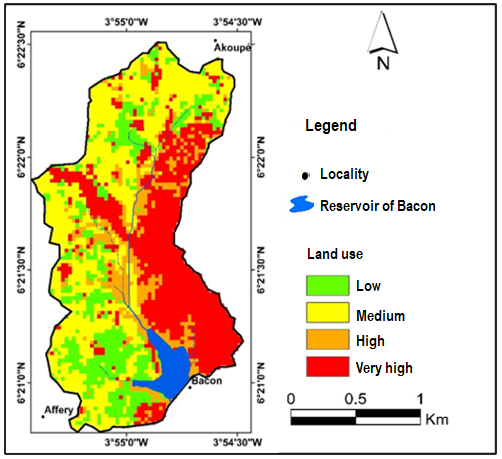 3°55'0"W 3°54'30"W
6°22'30"N
6°22'0"N
6°21'30"N
6°21'0"N
Akoupé
Bacon
Affery
3°55'0"W 3°54'30"W
6°22'30"N
6°22'0"N
6°21'30"N
6°21'0"N
N
Legend
Locality
Reservoir of Bacon
Land use
Low
Medium
High
Very high
0 0.5 1
Km